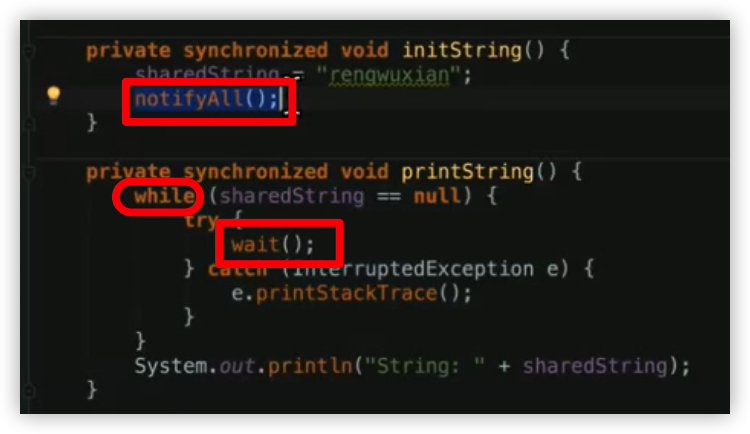 private synchronized void initString() {
sharedString = "rengwuxian";
notifyAll();
}
private synchronized void printString() {
while (sharedString == null) {
try {
wait();
} catch (InterruptedException e) {
e.printStackTrace();
}
}
System.out.println("String: " + sharedString);
}